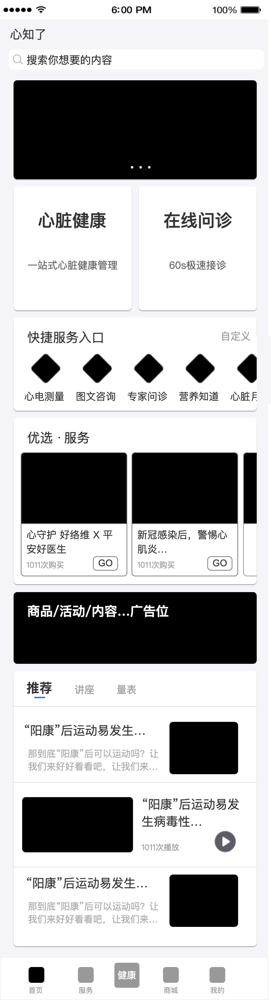 6:00 PM 100%
心知了
搜索你想要的内容
心脏健康 在线问诊
一站式心脏健康管理 60s极速接诊
快捷服务入口 自定义
心电测量 图文咨询 专家问诊 营养知道 心脏
优选 · 服务
心守护 好络维 X 平 新冠感染后，警惕心
安好医生 肌炎...
1011次购买 GO 1011次购买 GO
商品/活动/内容...广告位
推荐 讲座 量表
“阳康”后运动易发生...
那到底“阳康”后可以运动吗？让
我们来好好看看吧，让我们来...
“阳康”后运动易发
生病毒性...
1011次播放
“阳康”后运动易发生...
那到底“阳康”后可以运动吗？让
我们来好好看看吧，让我们来...
健康
首页 服务 商城 我的